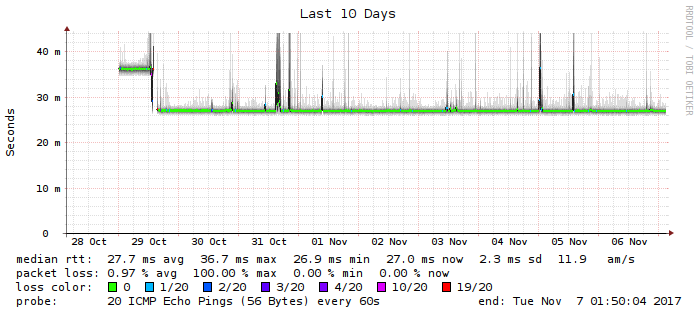 Last 10 Days
RRDTOOL / TOBI OETIKER
Seconds
40 m
30 m
20 m
10 m
0
28 Oct 29 Oct 30 Oct 31 Oct 01 Nov 02 Nov 03 Nov 04 Nov 05 Nov 06 Nov
median rtt: 27.7 ms avg 36.7 ms max 26.9 ms min 27.0 ms now 2.3 ms sd 11.9 am/s
packet loss: 0.97 % avg 100.00 % max 0.00 % min 0.00 % now
loss color: 0 1/20 2/20 3/20 4/20 10/20 19/20
probe: 20 ICMP Echo Pings (56 Bytes) every 60s end: Tue Nov 7 01:50:04 2017